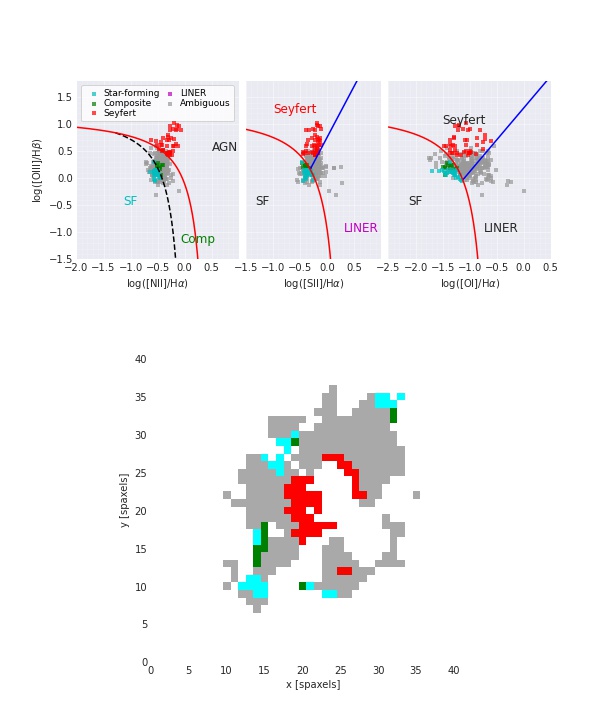 Star-forming
Composite
Seyfert
LINER
Ambiguous
AGN
SF
Comp
1.5
1.0
0.5
0.0
−0.5
−1.0
−1.5
log([OIII]/Hβ)
−2.0 −1.5 −1.0 −0.5 0.0 0.5
log([NII]/Hα)
Seyfert
SF
LINER
−1.5 −1.0 −0.5 0.0 0.5
log([SII]/Hα)
Seyfert
SF
LINER
−2.5 −2.0 −1.5 −1.0 −0.5 0.0 0.5
log([OI]/Hα)
40
35
30
25
20
15
10
5
0
y [spaxels]
0 5 10 15 20 25 30 35 40
x [spaxels]